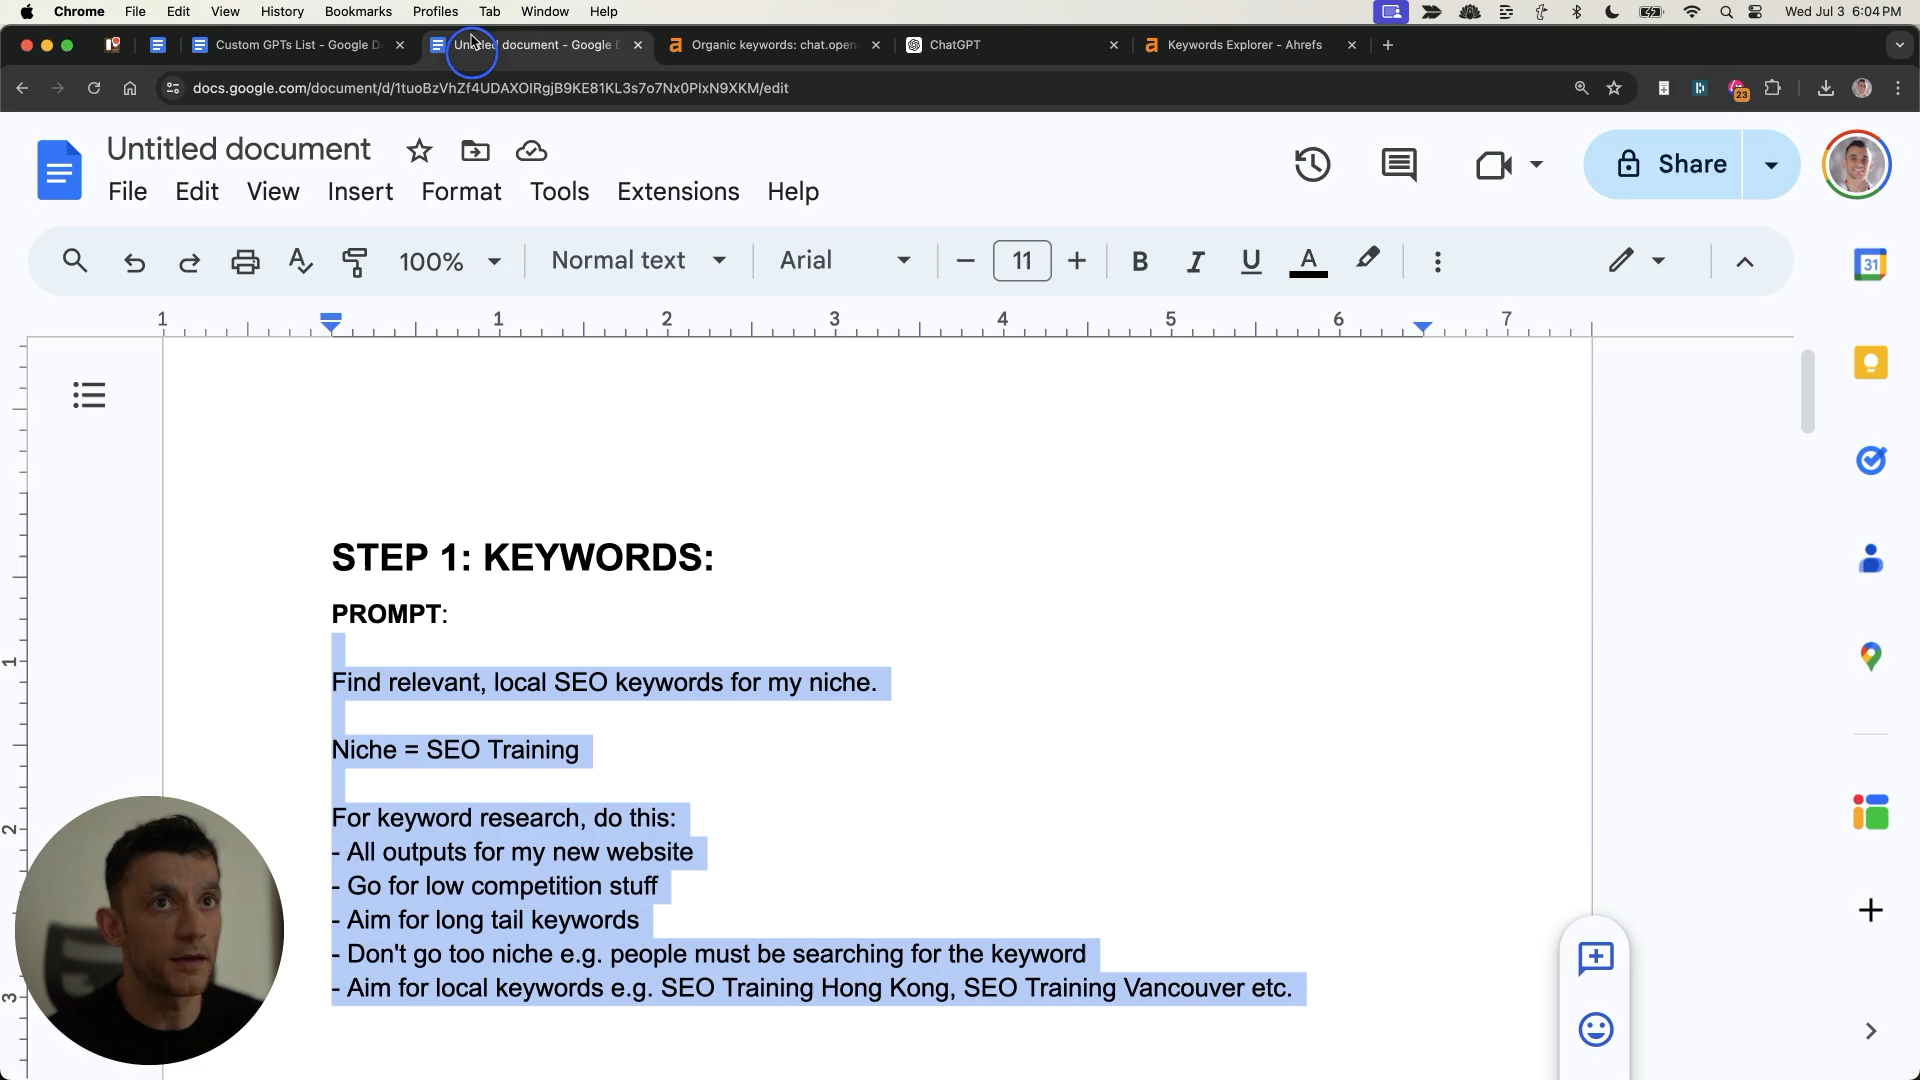 Chrome File Edit View History Bookmarks Profiles Tab Window Help Wed Jul 3 6:04 PM
Custom GPTs List - Google D Untitled document - Google D Organic keywords: chat.open ChatGPT Keywords Explorer - Ahrefs
docs.google.com/document/d/1tuoBzVhZf4UDAXOIRgjB9KE81KL3s7o7Nx0PIxN9XKM/edit 23
Untitled document
Share
File Edit View Insert Format Tools Extensions Help
100% Normal text Arial 11 B I U A
31
1 1 2 3 4 5 6 7
STEP 1: KEYWORDS:
PROMPT:
1
Find relevant, local SEO keywords for my niche.
Niche = SEO Training
For keyword research, do this:
2
- All outputs for my new website
- Go for low competition stuff
- Aim for long tail keywords
- Don't go too niche e.g. people must be searching for the keyword
- Aim for local keywords e.g. SEO Training Hong Kong, SEO Training Vancouver etc.
3